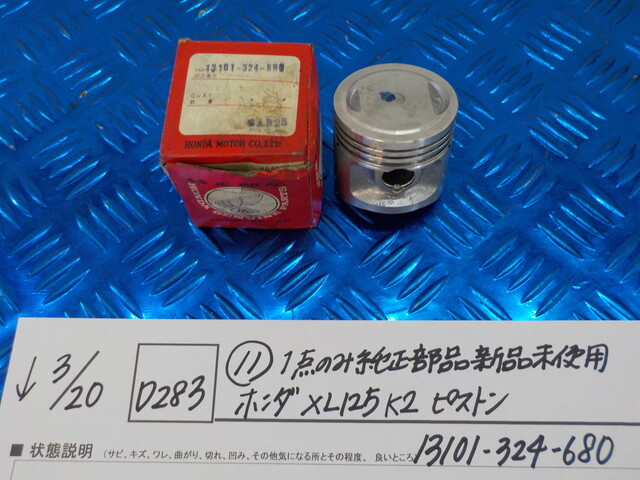 13101-324-680
HONDA MOTOR CO.,LTD.
PARTS
↓ 3/20 D283 ⑪ 1点のみ純正部品新品未使用
ホンダ XL125 K2 ピストン
13101-324-680
■ 状態説明 (サビ、キズ、ワレ、曲がり、切れ、凹み、その他気になる所とその程度、良いところ)